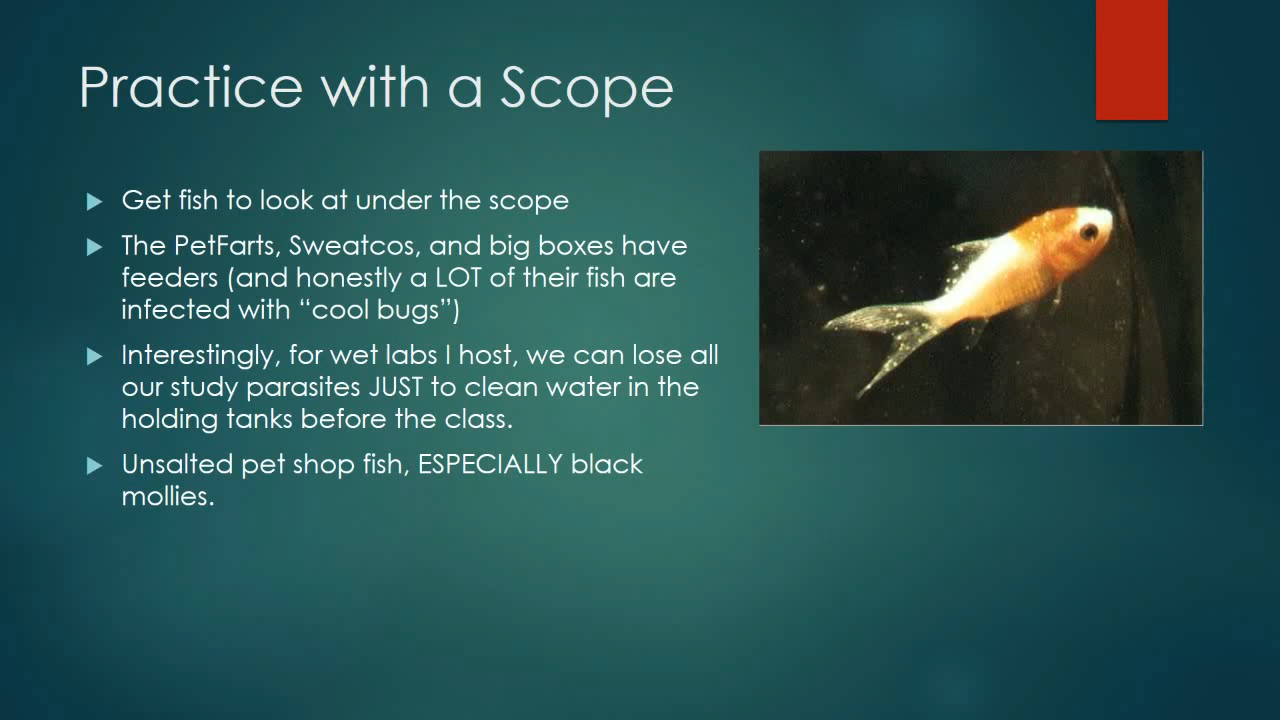 Practice with a Scope
Get fish to look at under the scope
The PetFarts, Sweatcos, and big boxes have
feeders (and honestly a LOT of their fish are
infected with “cool bugs”)
Interestingly, for wet labs I host, we can lose all
our study parasites JUST to clean water in the
holding tanks before the class.
Unsalted pet shop fish, ESPECIALLY black
mollies.